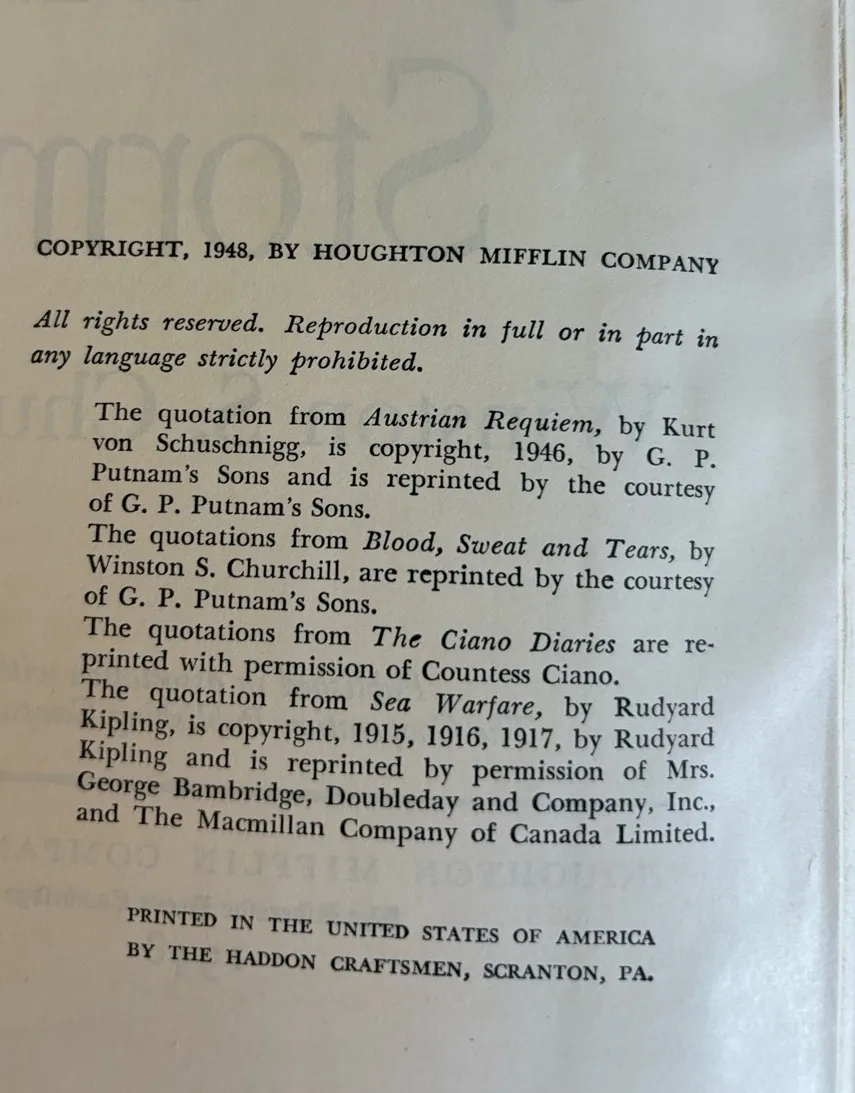 COPYRIGHT, 1948, BY HOUGHTON MIFFLIN COMPANY
All rights reserved. Reproduction in full or in part in
any language strictly prohibited.
The quotation from Austrian Requiem, by Kurt
von Schuschnigg, is copyright, 1946, by G. P.
Putnam's Sons and is reprinted by the courtesy
of G. P. Putnam's Sons.
The quotations from Blood, Sweat and Tears, by
Winston S. Churchill, are reprinted by the courtesy
of G. P. Putnam's Sons.
The quotations from The Ciano Diaries are re-
printed with permission of Countess Ciano.
The quotation from Sea Warfare, by Rudyard
Kipling, is copyright, 1915, 1916, 1917, by Rudyard
Kipling and is reprinted by permission of Mrs.
George Bambridge, Doubleday and Company, Inc.,
and The Macmillan Company of Canada Limited.
PRINTED IN THE UNITED STATES OF AMERICA
BY THE HADDON CRAFTSMEN, SCRANTON, PA.